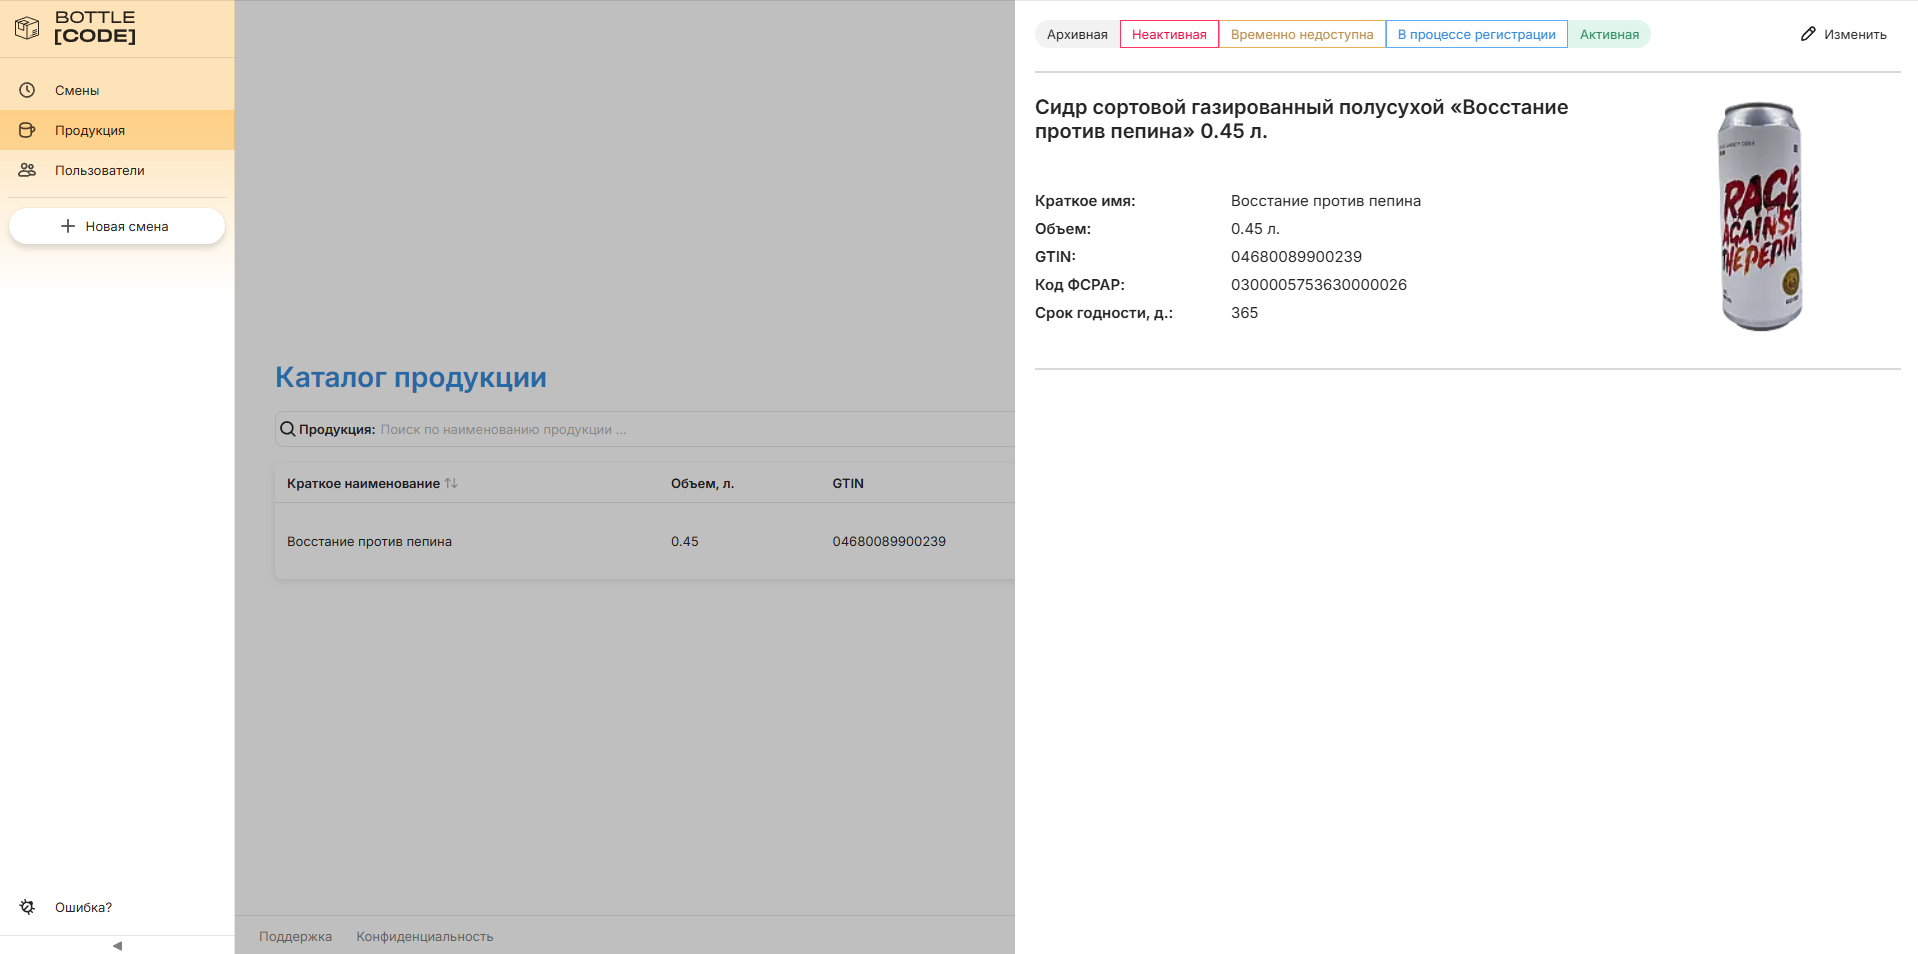 BOTTLE
[CODE]
Смены
Продукция
Пользователи
Новая смена
Ошибка?
Каталог продукции
Продукция: Поиск по наименованию продукции ...
Краткое наименование Объем, л. GTIN
Восстание против пепина 0.45 04680089900239
Поддержка Конфиденциальность
Архивная Неактивная Временно недоступна В процессе регистрации Активная Изменить
Сидр сортовой газированный полусухой «Восстание
против пепина» 0.45 л.
Краткое имя: Восстание против пепина
Объем: 0.45 л.
GTIN: 04680089900239
Код ФСРАР: 0300005753630000026
Срок годности, д.: 365
RAGE
AGAINST
THE PEPIN